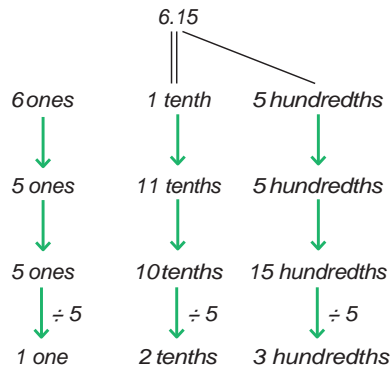 6.15
6 ones 1 tenth 5 hundredths
5 ones 11 tenths 5 hundredths
5 ones 10 tenths 15 hundredths
÷ 5 ÷ 5 ÷ 5
1 one 2 tenths 3 hundredths